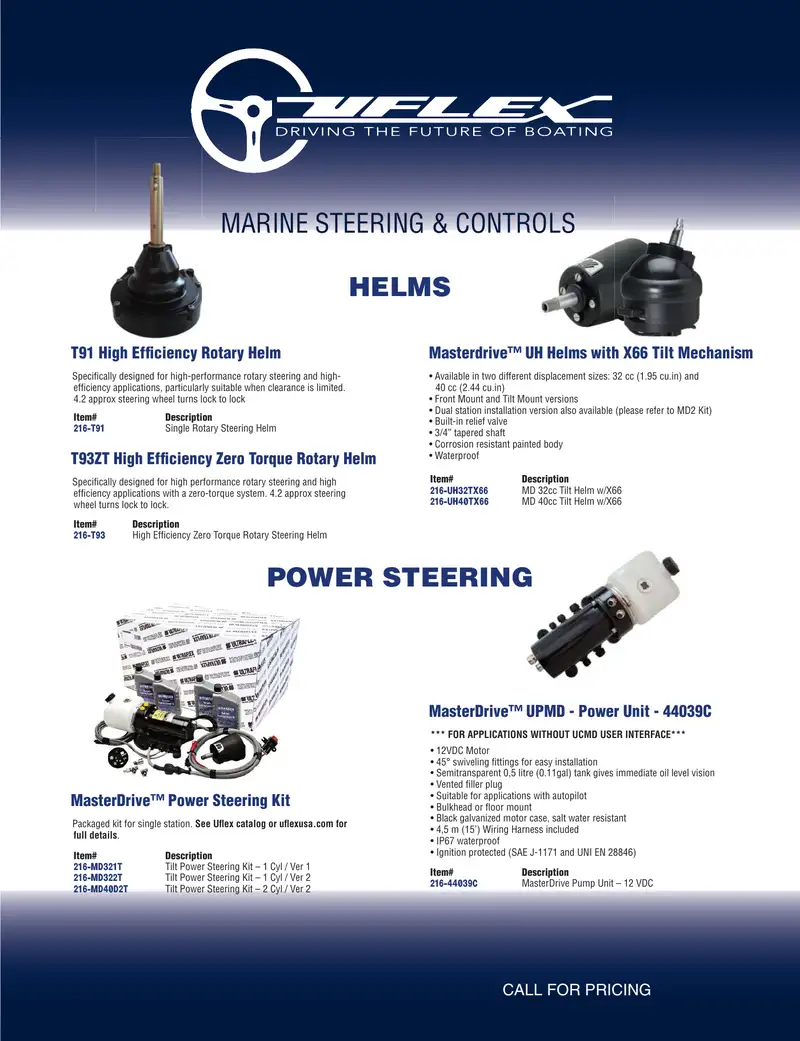 UFLEX
DRIVING THE FUTURE OF BOATING
MARINE STEERING & CONTROLS
HELMS
T91 High Efficiency Rotary Helm
Specifically designed for high-performance rotary steering and high-
efficiency applications, particularly suitable when clearance is limited.
4.2 approx steering wheel turns lock to lock
Item# Description
216-T91 Single Rotary Steering Helm
T93ZT High Efficiency Zero Torque Rotary Helm
Specifically designed for high performance rotary steering and high
efficiency applications with a zero-torque system. 4.2 approx steering
wheel turns lock to lock.
Item# Description
216-T93 High Efficiency Zero Torque Rotary Steering Helm
Masterdrive™ UH Helms with X66 Tilt Mechanism
• Available in two different displacement sizes: 32 cc (1.95 cu.in) and
40 cc (2.44 cu.in)
• Front Mount and Tilt Mount versions
• Dual station installation version also available (please refer to MD2 Kit)
• Built-in relief valve
• 3/4” tapered shaft
• Corrosion resistant painted body
• Waterproof
Item# Description
216-UH32TX66 MD 32cc Tilt Helm w/X66
216-UH40TX66 MD 40cc Tilt Helm w/X66
POWER STEERING
ULTRAFLEX
MasterDrive™ Power Steering Kit
Packaged kit for single station. See Uflex catalog or uflexusa.com for
full details.
Item# Description
216-MD321T Tilt Power Steering Kit – 1 Cyl / Ver 1
216-MD322T Tilt Power Steering Kit – 1 Cyl / Ver 2
216-MD40D2T Tilt Power Steering Kit – 2 Cyl / Ver 2
MasterDrive™ UPMD - Power Unit - 44039C
*** FOR APPLICATIONS WITHOUT UCMD USER INTERFACE***
• 12VDC Motor
• 45° swiveling fittings for easy installation
• Semitransparent 0.5 litre (0.11gal) tank gives immediate oil level vision
• Vented filler plug
• Suitable for applications with autopilot
• Bulkhead or floor mount
• Black galvanized motor case, salt water resistant
• 4,5 m (15’) Wiring Harness included
• IP67 waterproof
• Ignition protected (SAE J-1171 and UNI EN 28846)
Item# Description
216-44039C MasterDrive Pump Unit – 12 VDC
CALL FOR PRICING